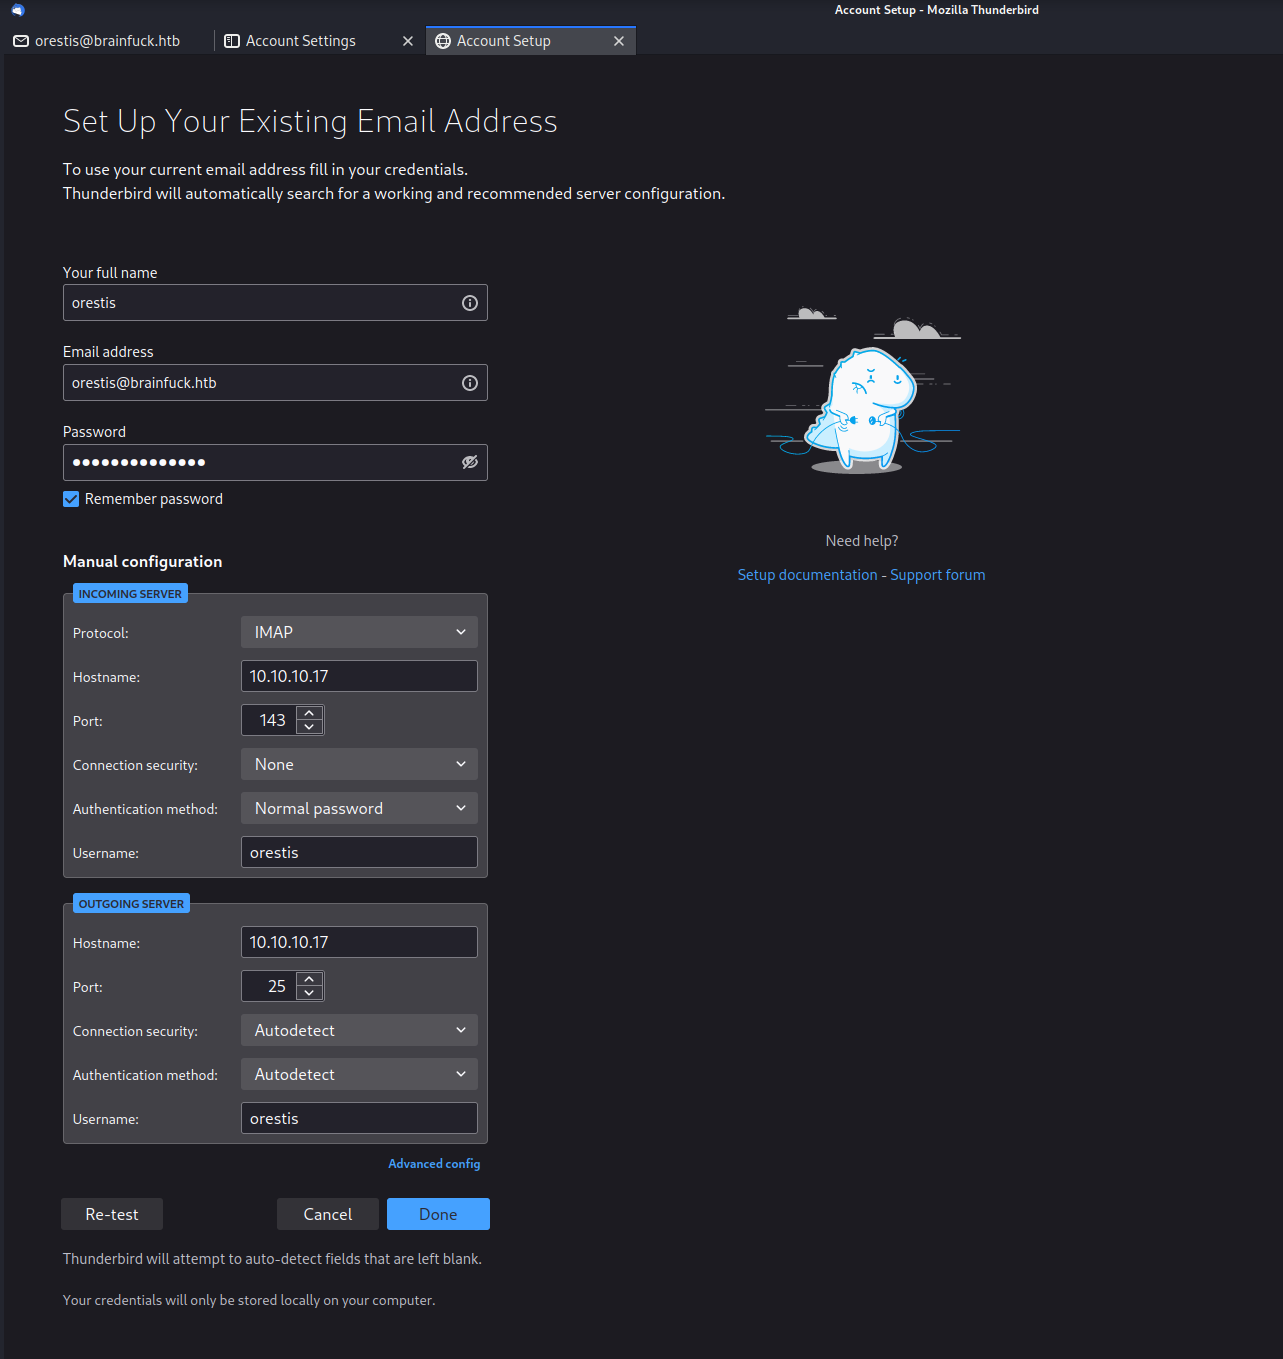 Account Setup - Mozilla Thunderbird
orestis@brainfuck.htb Account Settings Account Setup
Set Up Your Existing Email Address
To use your current email address fill in your credentials.
Thunderbird will automatically search for a working and recommended server configuration.
Your full name
orestis
Email address
orestis@brainfuck.htb
Password
●●●●●●●●●●●●●●
Remember password
Manual configuration
INCOMING SERVER
Protocol: IMAP
Hostname: 10.10.10.17
Port: 143
Connection security: None
Authentication method: Normal password
Username: orestis
OUTGOING SERVER
Hostname: 10.10.10.17
Port: 25
Connection security: Autodetect
Authentication method: Autodetect
Username: orestis
Advanced config
Re-test Cancel Done
Thunderbird will attempt to auto-detect fields that are left blank.
Your credentials will only be stored locally on your computer.
Need help?
Setup documentation - Support forum